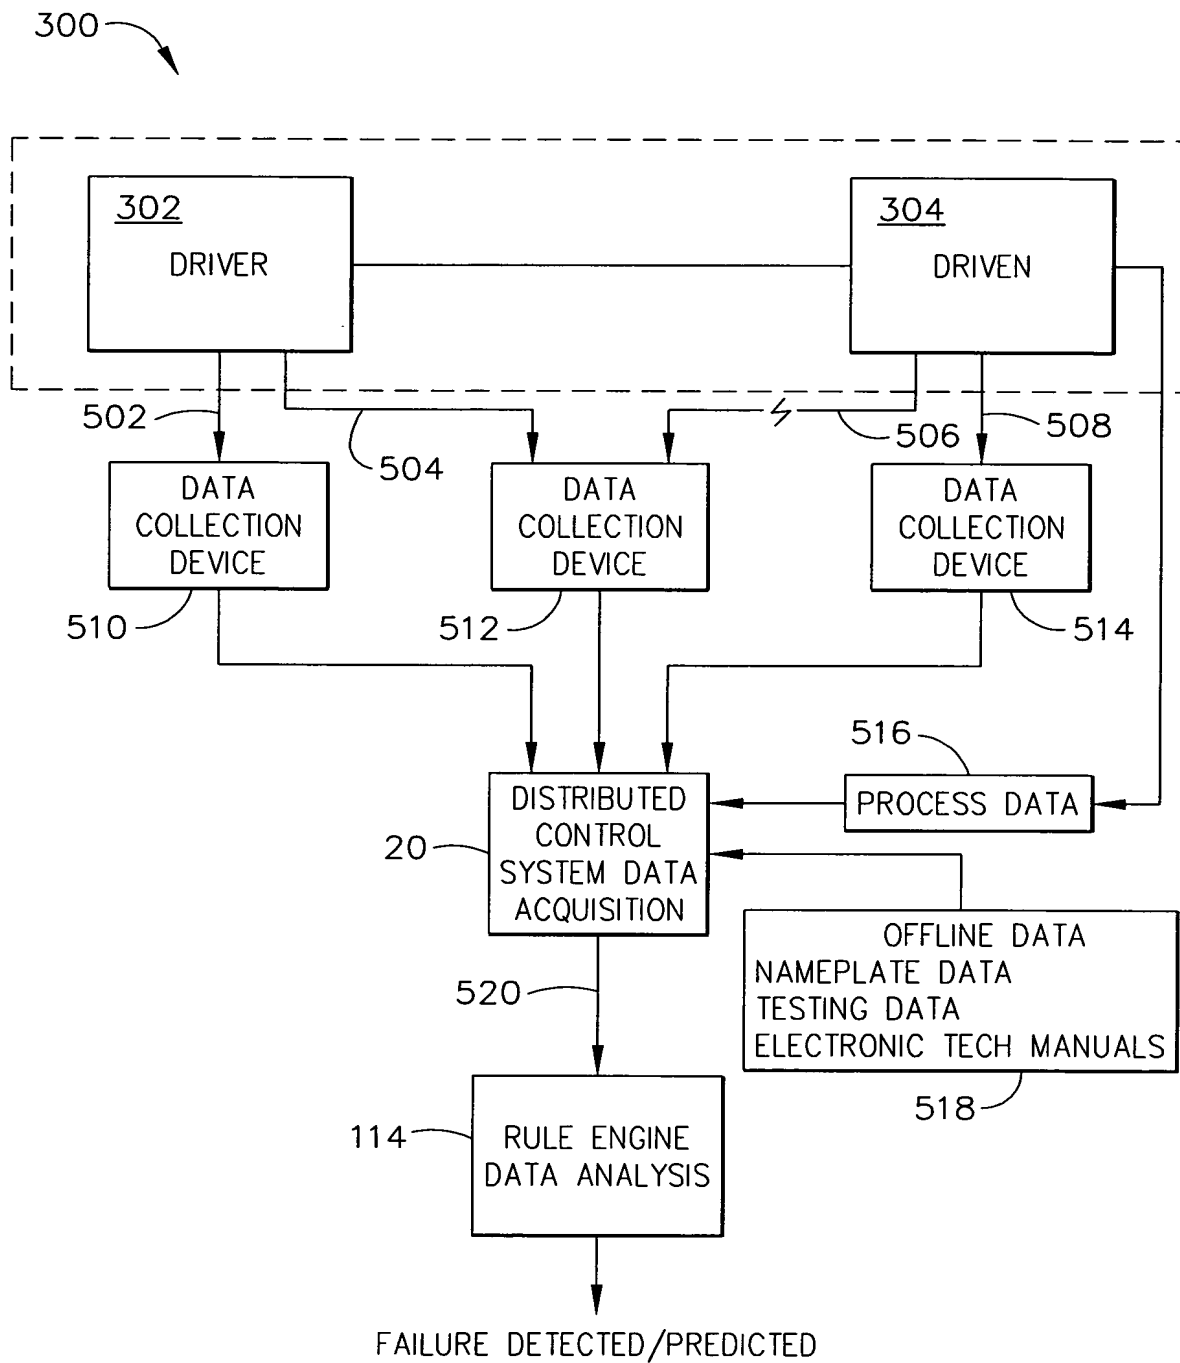 300
302
DRIVER
304
DRIVEN
502
504
506
508
DATA
COLLECTION
DEVICE
510
DATA
COLLECTION
DEVICE
512
DATA
COLLECTION
DEVICE
514
516
PROCESS DATA
DISTRIBUTED
CONTROL
SYSTEM DATA
ACQUISITION
20
OFFLINE DATA
NAMEPLATE DATA
TESTING DATA
ELECTRONIC TECH MANUALS
518
520
114
RULE ENGINE
DATA ANALYSIS
FAILURE DETECTED/PREDICTED